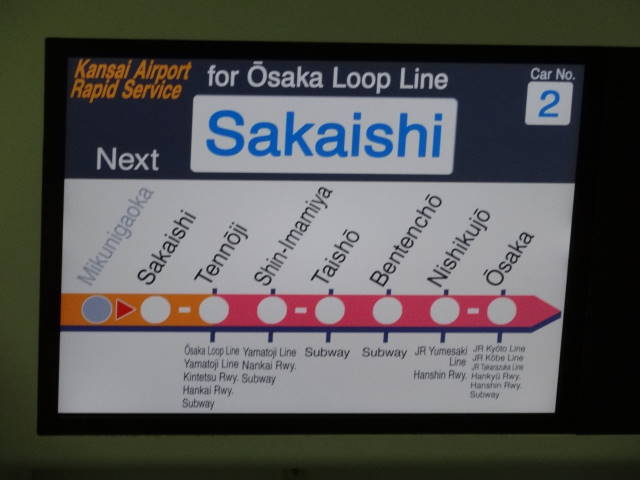 Kansai Airport
Rapid Service
for Ōsaka Loop Line
Car No.
2
Next
Sakaishi
Mikunigaoka
Sakaishi
Tennōji
Shin-Imamiya
Taishō
Bentenchō
Nishikujō
Ōsaka
Ōsaka Loop Line
Yamatoji Line
Kintetsu Rwy.
Hankai Rwy.
Subway
Yamatoji Line
Nankai Rwy.
Subway
Subway
Subway
JR Yumesaki
Line
Hanshin Rwy.
JR Kyōto Line
JR Kōbe Line
JR Takarazuka Line
Hankyū Rwy.
Hanshin Rwy.
Subway